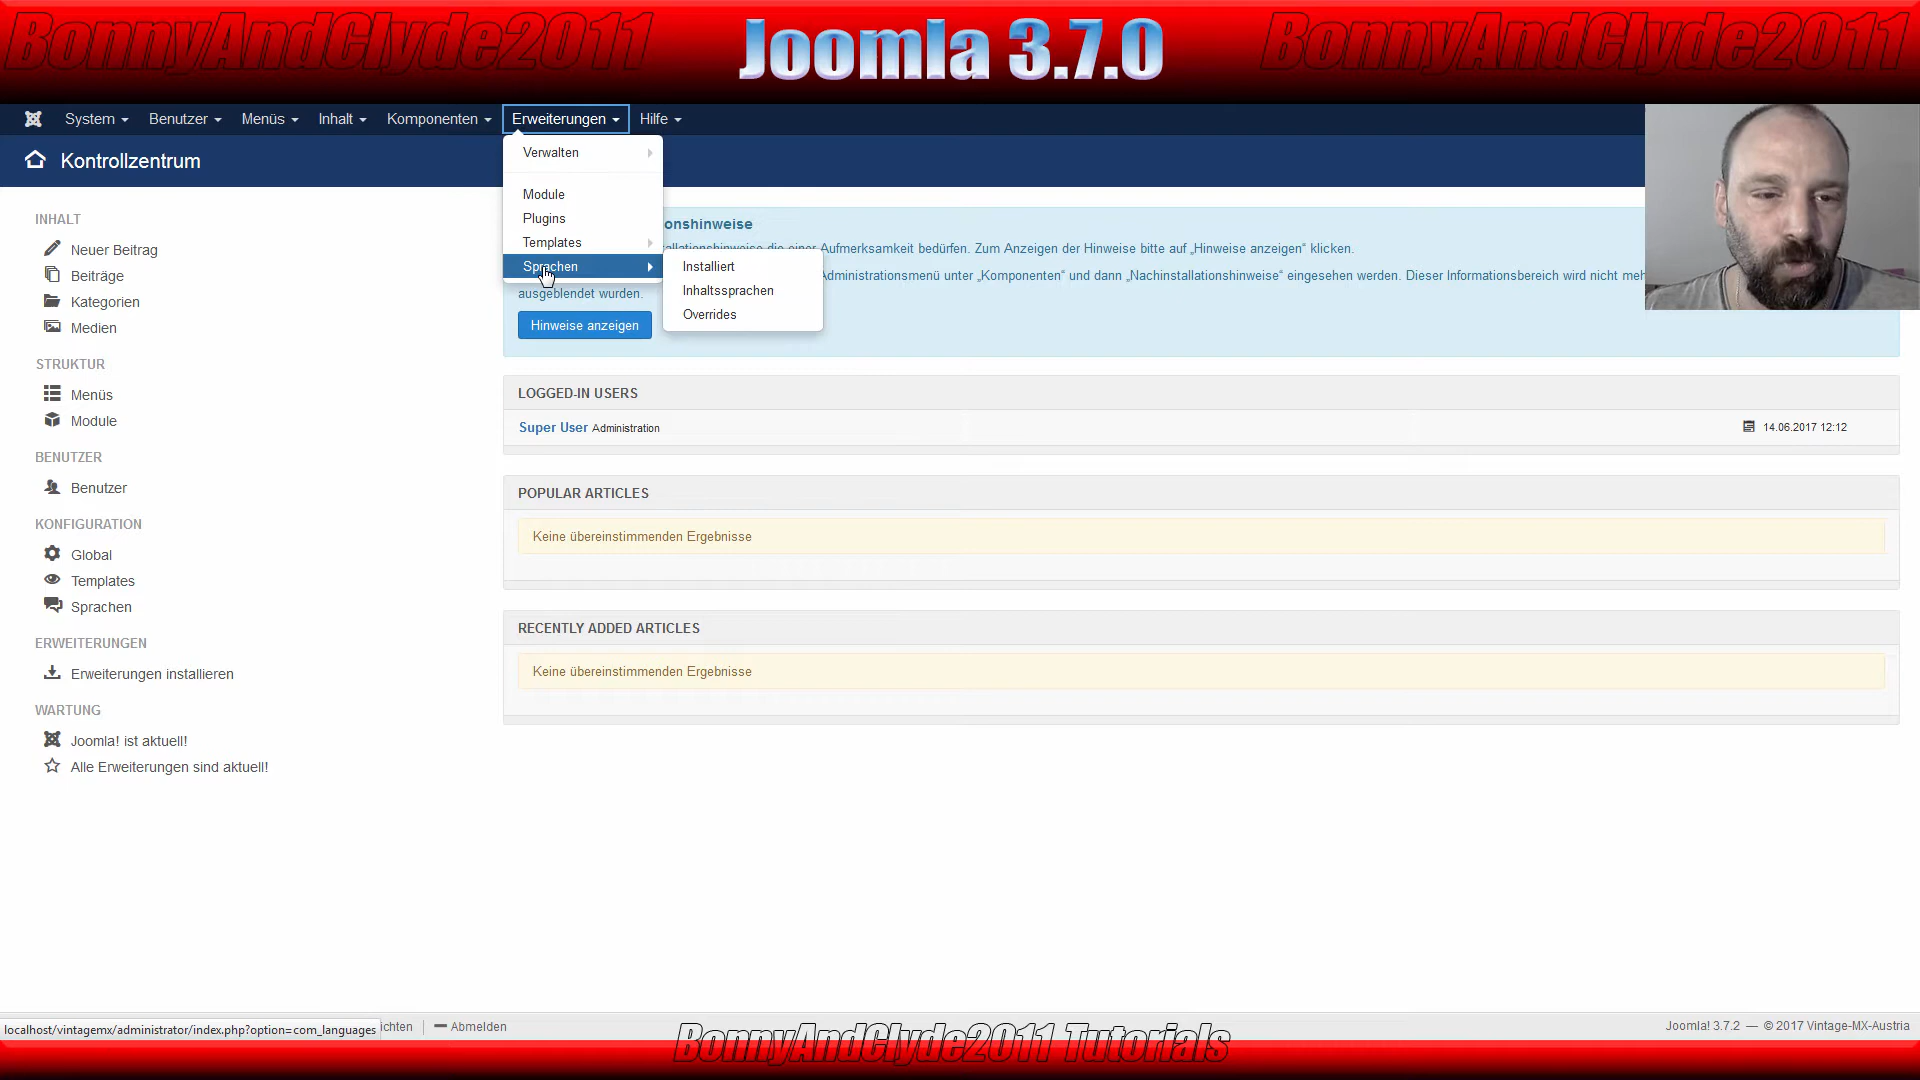 BonnyAndClyde2011
Joomla 3.7.0
BonnyAndClyde2011
System
Benutzer
Menüs
Inhalt
Komponenten
Erweiterungen
Hilfe
Kontrollzentrum
Verwalten
Module
Plugins
Templates
Sprachen
Installiert
Inhaltssprachen
Overrides
INHALT
Neuer Beitrag
Beiträge
Kategorien
Medien
STRUKTUR
Menüs
Module
BENUTZER
Benutzer
KONFIGURATION
Global
Templates
Sprachen
ERWEITERUNGEN
Erweiterungen installieren
WARTUNG
Joomla! ist aktuell!
Alle Erweiterungen sind aktuell!
onshinweise
die einer Aufmerksamkeit bedürfen. Zum Anzeigen der Hinweise bitte auf „Hinweise anzeigen“ klicken.
Administrationsmenü unter „Komponenten“ und dann „Nachinstallationshinweise“ eingesehen werden. Dieser Informationsbereich wird nicht meh
ausgeblendet wurden.
Hinweise anzeigen
LOGGED-IN USERS
Super User Administration
14.06.2017 12:12
POPULAR ARTICLES
Keine übereinstimmenden Ergebnisse
RECENTLY ADDED ARTICLES
Keine übereinstimmenden Ergebnisse
localhost/vintagemx/administrator/index.php?option=com_languages
ichten
Abmelden
Joomla! 3.7.2 — © 2017 Vintage-MX-Austria
BonnyAndClyde2011 Tutorials